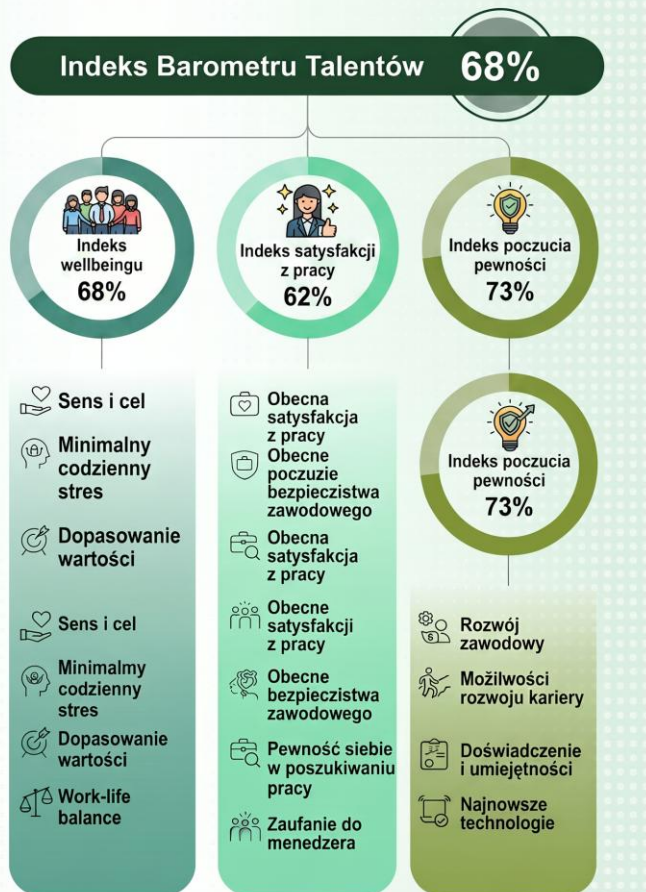 Indeks Barometru Talentów 68%
Indeks
wellbeingu
68%
Indeks satysfakcji
z pracy
62%
Indeks poczucia
pewności
73%
Sens i cel
Minimalny
codzienny
stres
Dopasowanie
wartości
Sens i cel
Minimalmy
codzienny
stres
Dopasowanie
wartości
Work-life
balance
Obecna
satysfakcja
z pracy
Obecne
poczuzie
bezpieczistwa
zawodowego
Obecna
satysfakcja
z pracy
Obecne
satysfakcji
z pracy
Obecne
bezpieczistwa
zawodowego
Pewność siebie
w poszukiwaniu
pracy
Zaufanie do
menedzera
Indeks poczucia
pewności
73%
Rozwój
zawodowy
Możilwości
rozwoju kariery
Doświadczenie
i umiejętności
Najnowsze
technologie